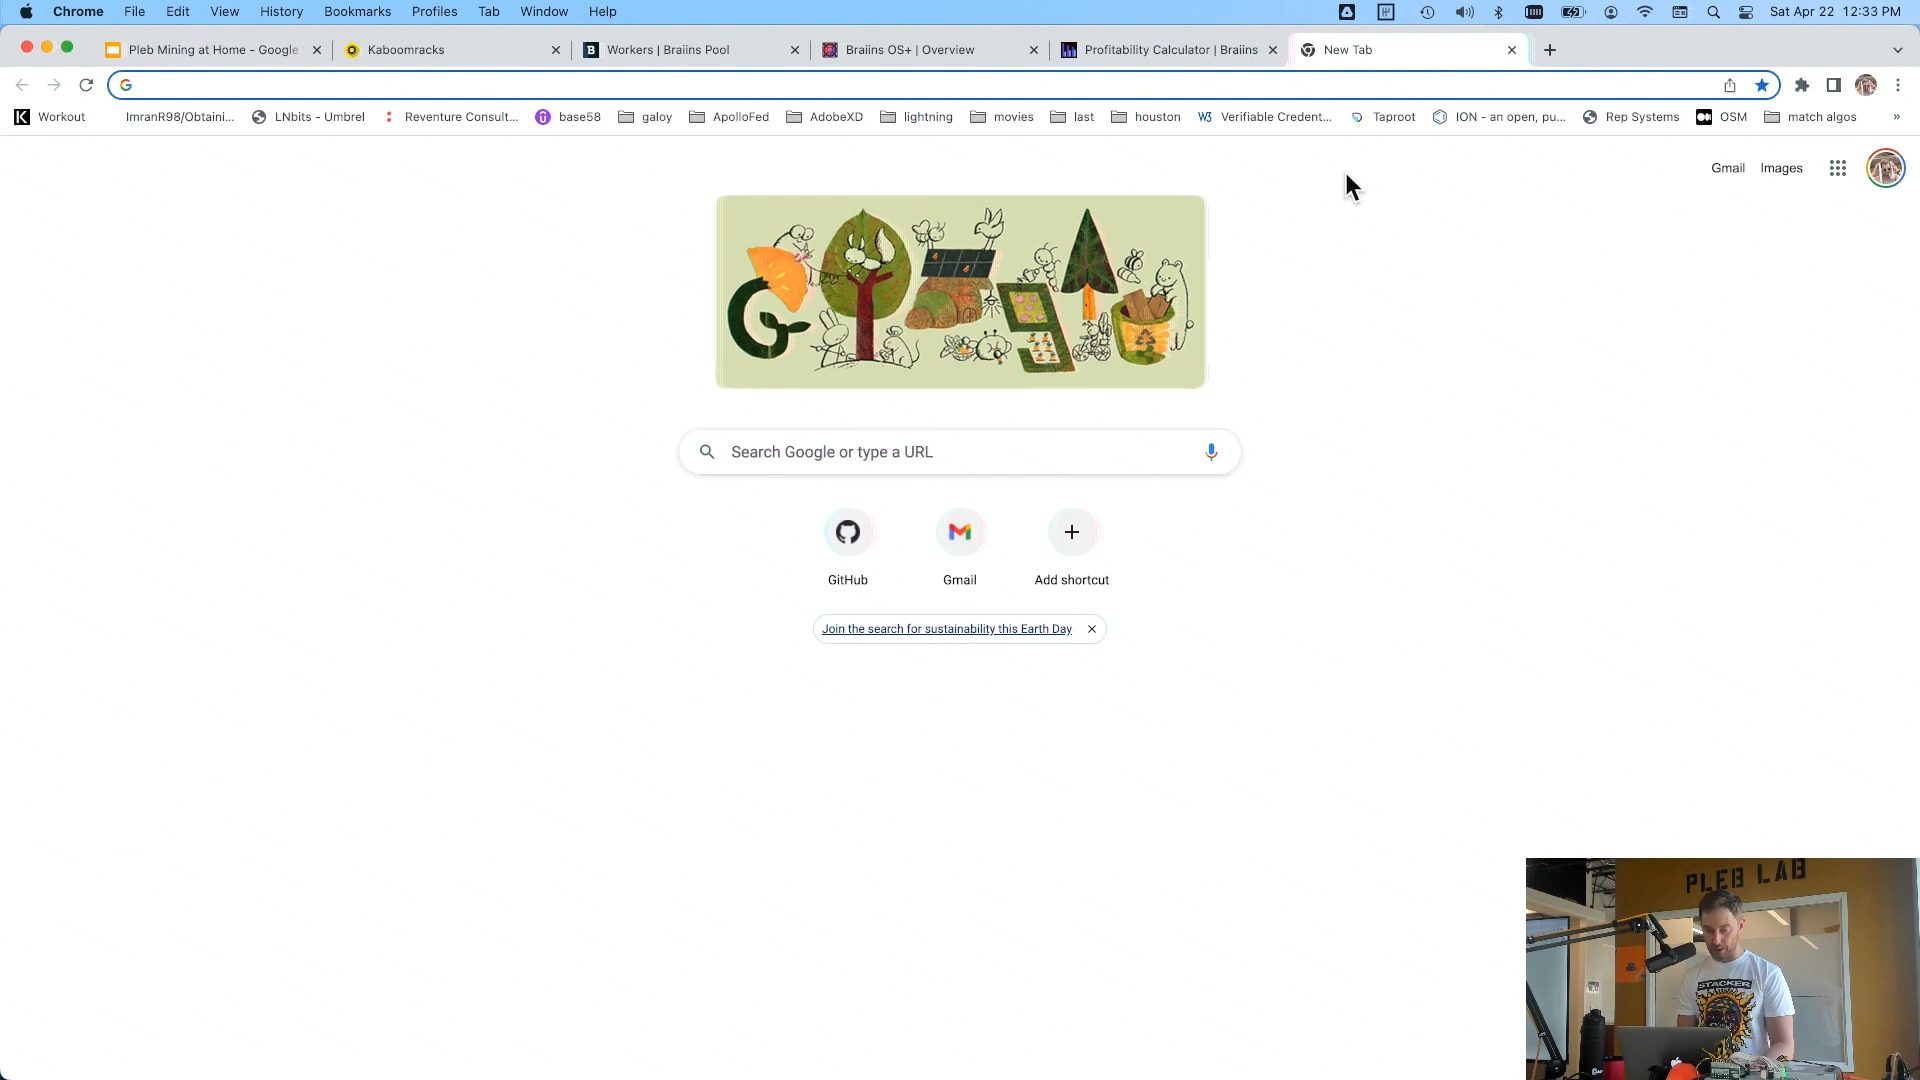 Chrome File Edit View History Bookmarks Profiles Tab Window Help Sat Apr 22 12:33 PM
Pleb Mining at Home - Google Kaboomracks Workers | Braiins Pool Braiins OS+ | Overview Profitability Calculator | Braiins New Tab
Workout ImranR98/Obtaini... LNbits - Umbrel Reventure Consult... base58 galoy ApolloFed AdobeXD lightning movies last houston Verifiable Credent... Taproot ION - an open, pu... Rep Systems OSM match algos »
Gmail Images
Search Google or type a URL
GitHub Gmail Add shortcut
Join the search for sustainability this Earth Day
PLEB LAB
STACKER